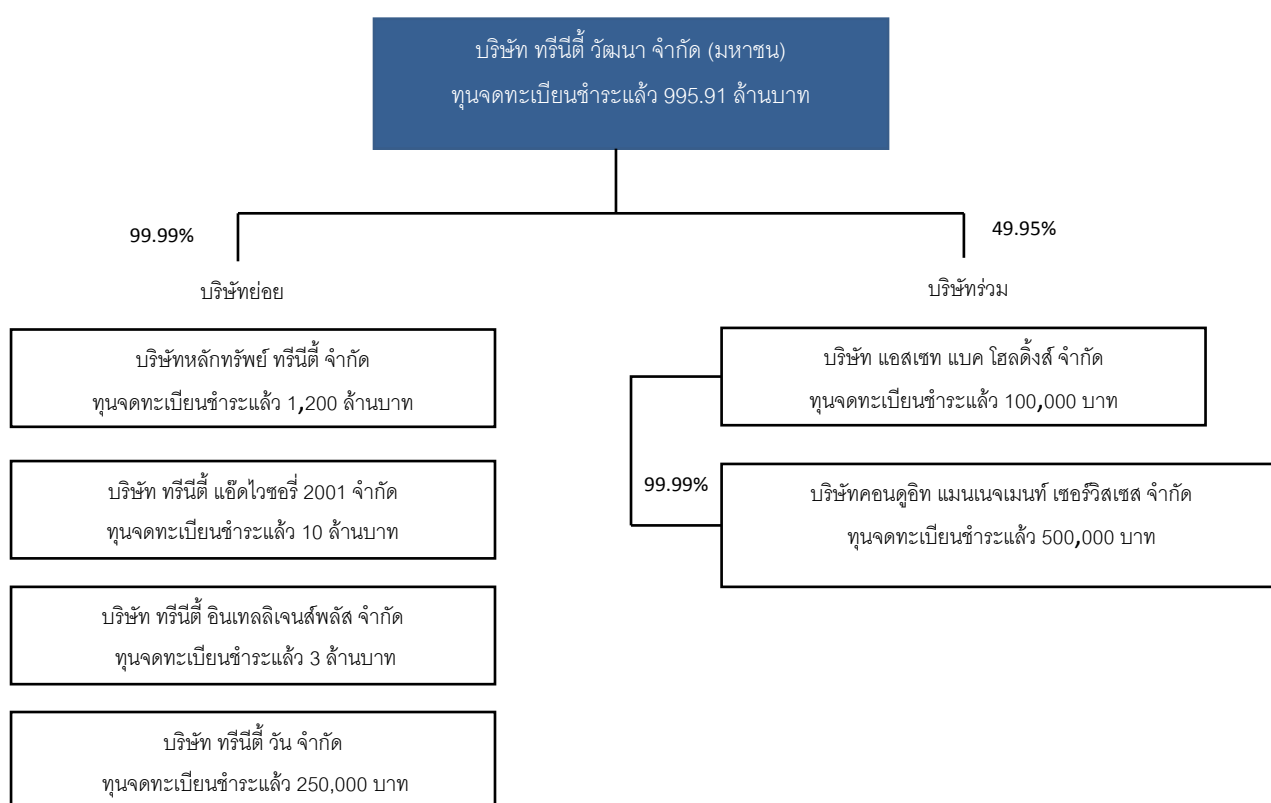 บริษัท ทรีนีตี้ วัฒนา จำกัด (มหาชน)
ทุนจดทะเบียนชำระแล้ว 995.91 ล้านบาท
99.99%
49.95%
บริษัทย่อย
บริษัทร่วม
บริษัทหลักทรัพย์ ทรีนีตี้ จำกัด
ทุนจดทะเบียนชำระแล้ว 1,200 ล้านบาท
บริษัท ทรีนีตี้ แอ๊ดไวซอรี่ 2001 จำกัด
ทุนจดทะเบียนชำระแล้ว 10 ล้านบาท
บริษัท ทรีนีตี้ อินเทลลิเจนส์พลัส จำกัด
ทุนจดทะเบียนชำระแล้ว 3 ล้านบาท
บริษัท ทรีนีตี้ วัน จำกัด
ทุนจดทะเบียนชำระแล้ว 250,000 บาท
บริษัท แอสเซท แบค โฮลดิ้งส์ จำกัด
ทุนจดทะเบียนชำระแล้ว 100,000 บาท
99.99%
บริษัทคอนดูอิท แมนเนจเมนท์ เซอร์วิสเซส จำกัด
ทุนจดทะเบียนชำระแล้ว 500,000 บาท